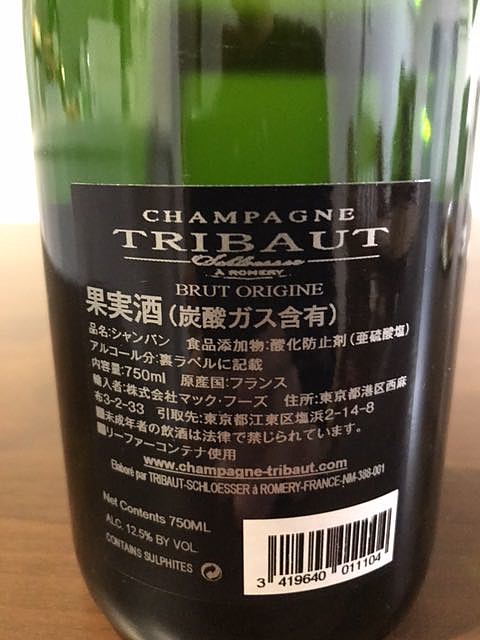 CHAMPAGNE
TRIBAUT
Schloesser
À ROMERY
BRUT ORIGINE
果実酒(炭酸ガス含有)
品名:シャンパン 食品添加物:酸化防止剤(亜硫酸塩)
アルコール分:裏ラベルに記載
内容量:750ml 原産国:フランス
輸入者:株式会社マック・フーズ 住所:東京都港区西麻
布3-2-33 引取先:東京都江東区塩浜2-14-8
■未成年者の飲酒は法律で禁じられています。
■リーファーコンテナ使用
www.champagne-tribaut.com
Elaboré par TRIBAUT-SCHLOESSER à ROMERY-FRANCE-NM-388-001
Net Contents 750ML
ALC. 12.5% BY VOL.
CONTAINS SULPHITES
3 419640 011104